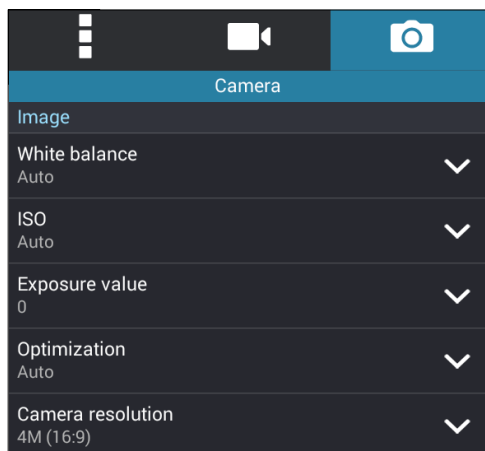 Camera
Image
White balance
Auto
ISO
Auto
Exposure value
0
Optimization
Auto
Camera resolution
4M (16:9)